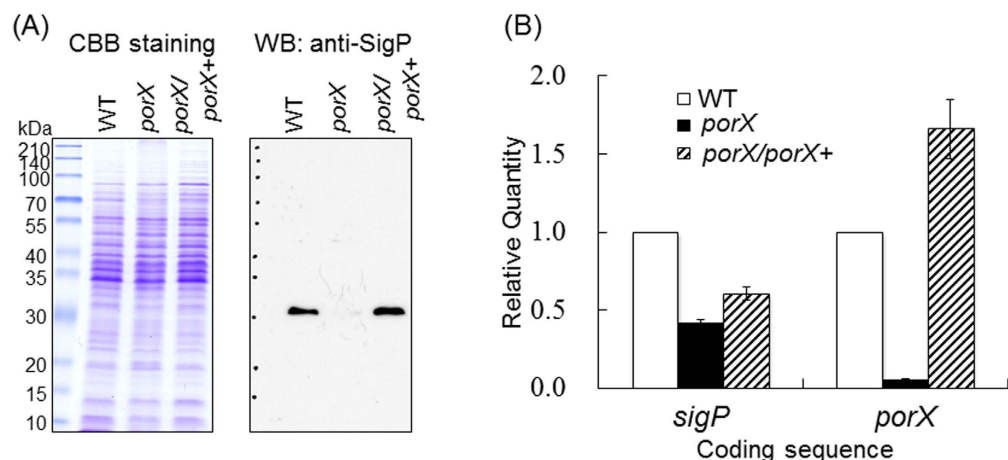 (A)
CBB staining
WB: anti-SigP
WT
porX
porX/
porX+
WT
porX
porX/
porX+
kDa
210
140
100
70
55
40
35
30
20
15
10
(B)
Relative Quantity
2.0
1.5
1.0
0.5
0.0
WT
porX
porX/porX+
sigP
porX
Coding sequence